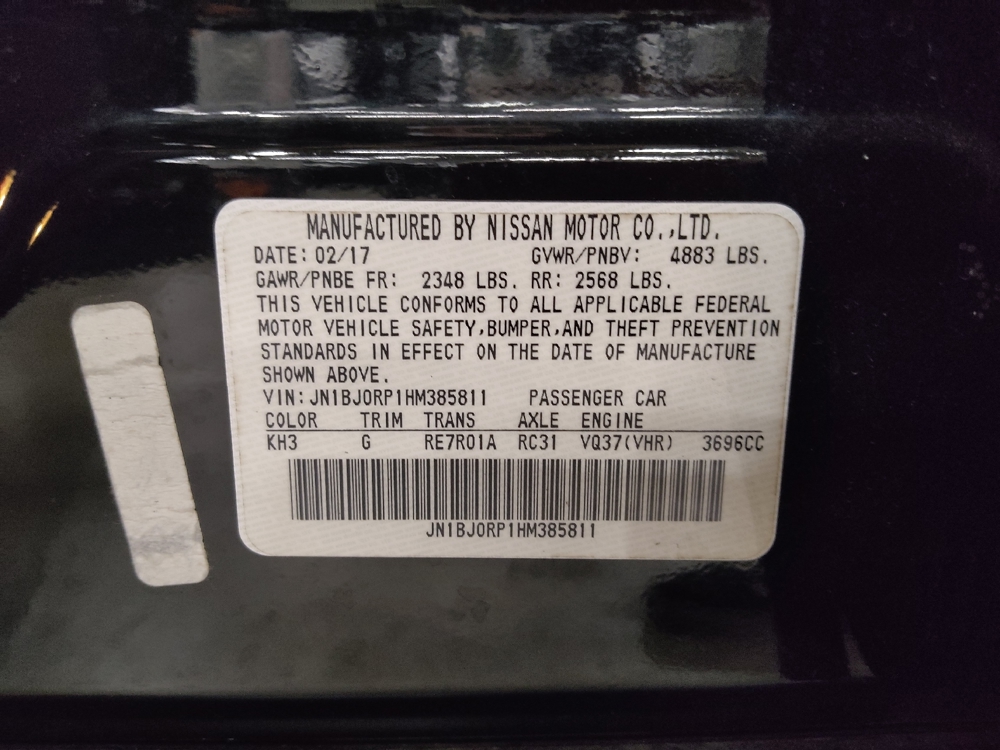 MANUFACTURED BY NISSAN MOTOR CO.,LTD.
DATE: 02/17 GVWR/PNBV: 4883 LBS.
GAWR/PNBE FR: 2348 LBS. RR: 2568 LBS.
THIS VEHICLE CONFORMS TO ALL APPLICABLE FEDERAL
MOTOR VEHICLE SAFETY,BUMPER,AND THEFT PREVENTION
STANDARDS IN EFFECT ON THE DATE OF MANUFACTURE
SHOWN ABOVE.
VIN: JN1BJ0RP1HM385811 PASSENGER CAR
COLOR TRIM TRANS AXLE ENGINE
KH3 G RE7R01A RC31 VQ37(VHR) 3696CC
JN1BJ0RP1HM385811